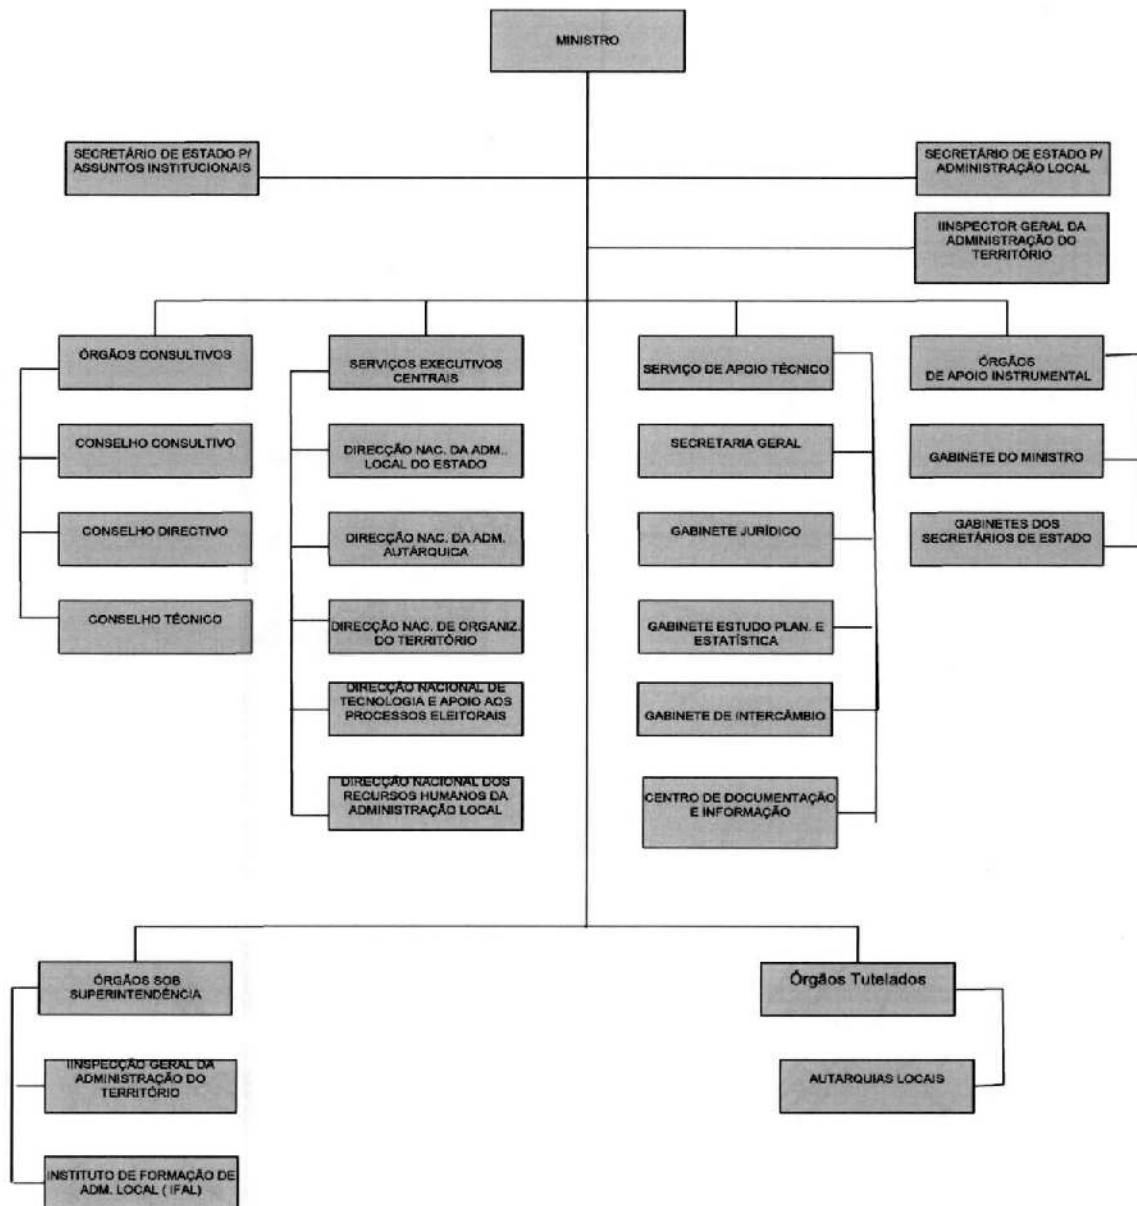 MINISTRO
SECRETÁRIO DE ESTADO P/
ASSUNTOS INSTITUCIONAIS
SECRETÁRIO DE ESTADO P/
ADMINISTRAÇÃO LOCAL
IINSPECTOR GERAL DA
ADMINISTRAÇÃO DO
TERRITÓRIO
ÓRGÃOS CONSULTIVOS
CONSELHO CONSULTIVO
CONSELHO DIRECTIVO
CONSELHO TÉCNICO
SERVIÇOS EXECUTIVOS
CENTRAIS
DIRECÇÃO NAC. DA ADM..
LOCAL DO ESTADO
DIRECÇÃO NAC. DA ADM.
AUTÁRQUICA
DIRECÇÃO NAC. DE ORGANIZ.
DO TERRITÓRIO
DIRECÇÃO NACIONAL DE
TECNOLOGIA E APOIO AOS
PROCESSOS ELEITORAIS
DIRECÇÃO NACIONAL DOS
RECURSOS HUMANOS DA
ADMINISTRAÇÃO LOCAL
SERVIÇO DE APOIO TÉCNICO
SECRETARIA GERAL
GABINETE JURÍDICO
GABINETE ESTUDO PLAN. E
ESTATÍSTICA
GABINETE DE INTERCÂMBIO
CENTRO DE DOCUMENTAÇÃO
E INFORMAÇÃO
ÓRGÃOS
DE APOIO INSTRUMENTAL
GABINETE DO MINISTRO
GABINETES DOS
SECRETÁRIOS DE ESTADO
ÓRGÃOS SOB
SUPERINTENDÊNCIA
IINSPECÇÃO GERAL DA
ADMINISTRAÇÃO DO
TERRITÓRIO
INSTITUTO DE FORMAÇÃO DE
ADM. LOCAL ( IFAL)
Órgãos Tutelados
AUTARQUIAS LOCAIS